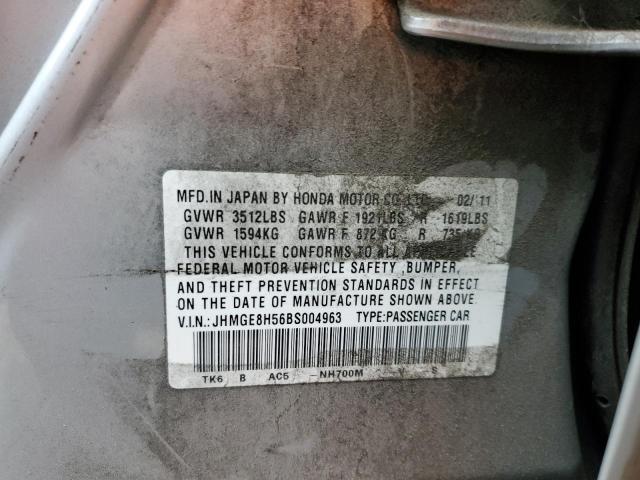 MFD.IN JAPAN BY HONDA MOTOR CO.,LTD. 02/11
GVWR 3512LBS GAWR F 1921LBS R 1619LBS
GVWR 1594KG GAWR F 872KG R 735KG
THIS VEHICLE CONFORMS TO ALL APPLICABLE
FEDERAL MOTOR VEHICLE SAFETY ,BUMPER,
AND THEFT PREVENTION STANDARDS IN EFFECT
ON THE DATE OF MANUFACTURE SHOWN ABOVE.
V.I.N.:JHMGE8H56BS004963 TYPE:PASSENGER CAR
TK6 B AC5 -NH700M S